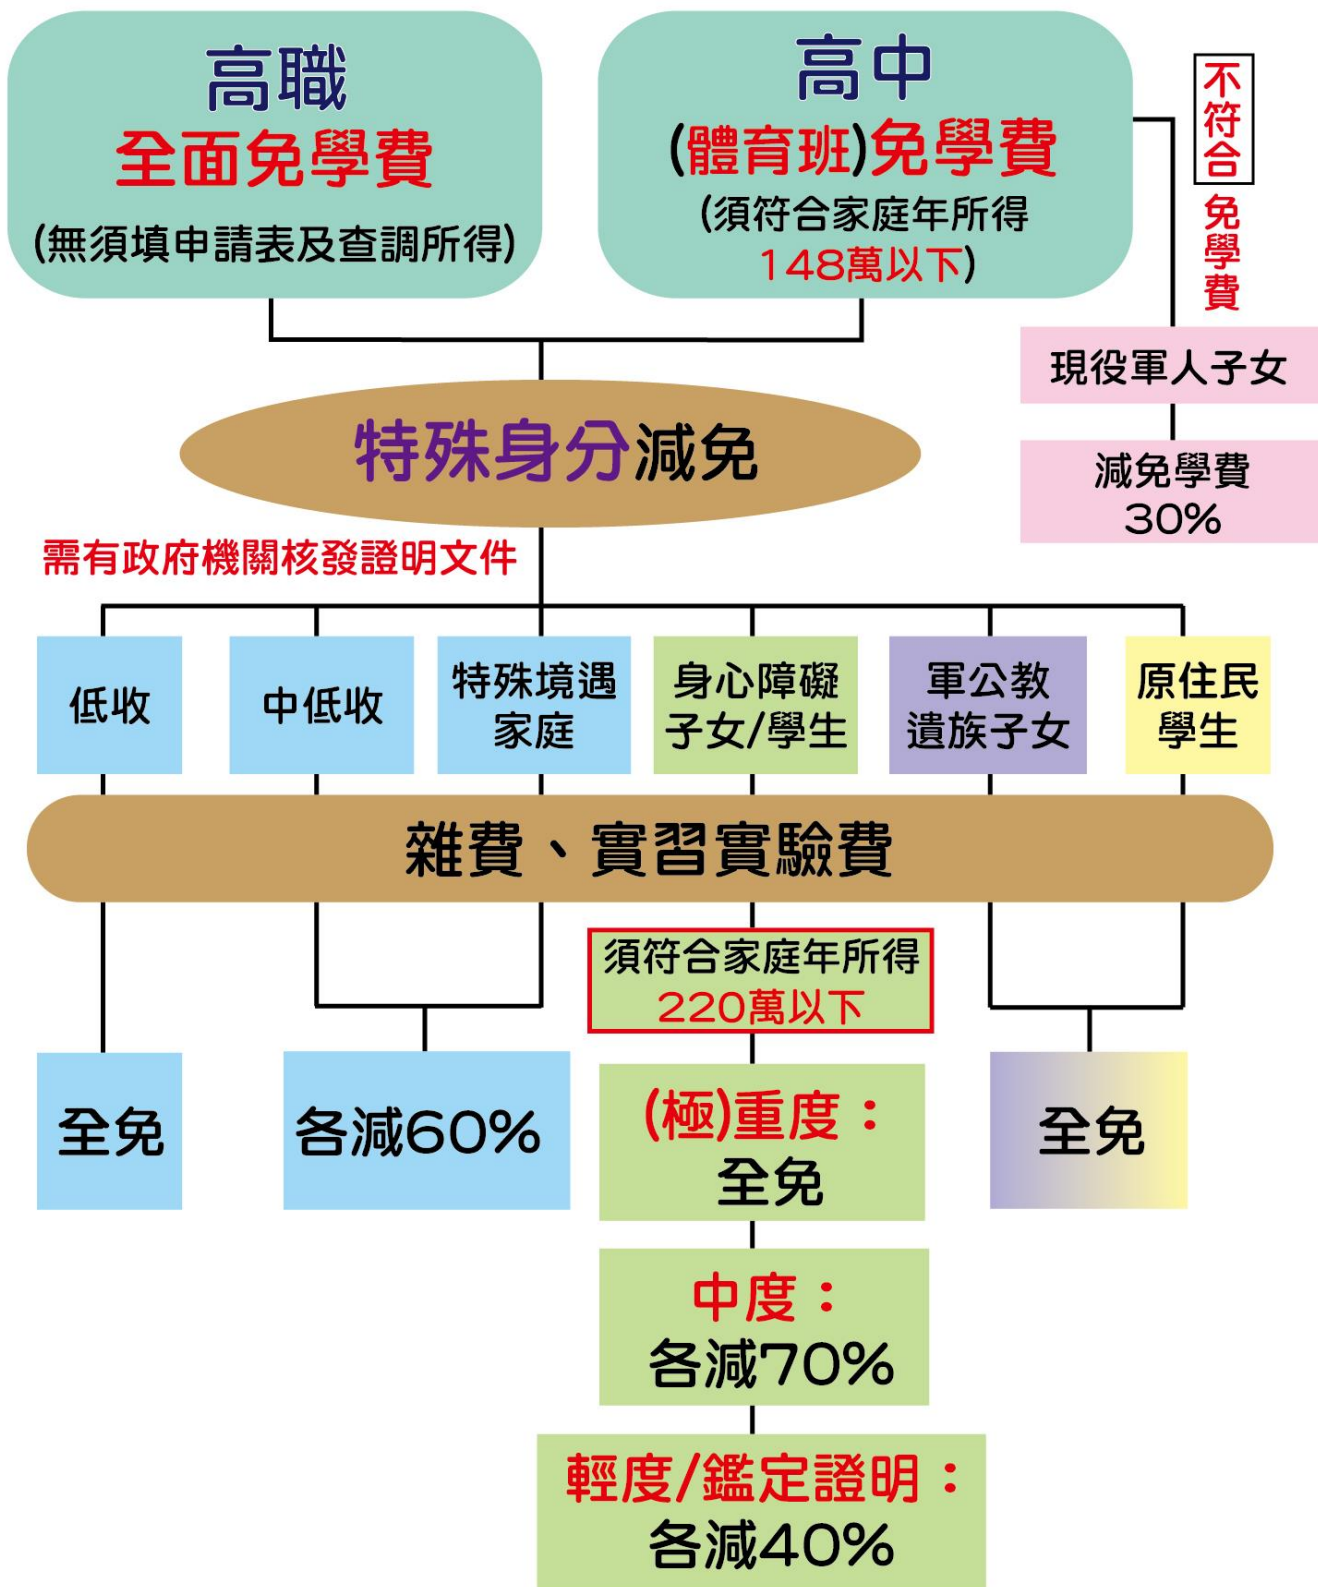 高職
全面免學費
(無須填申請表及查調所得)
高中
(體育班)免學費
(須符合家庭年所得
148萬以下)
不符合
免學費
現役軍人子女
減免學費
30%
特殊身分減免
需有政府機關核發證明文件
低收
中低收
特殊境遇
家庭
身心障礙
子女/學生
軍公教
遺族子女
原住民
學生
雜費、實習實驗費
須符合家庭年所得
220萬以下
全免
各減60%
(極)重度：
全免
中度：
各減70%
輕度/鑑定證明：
各減40%
全免